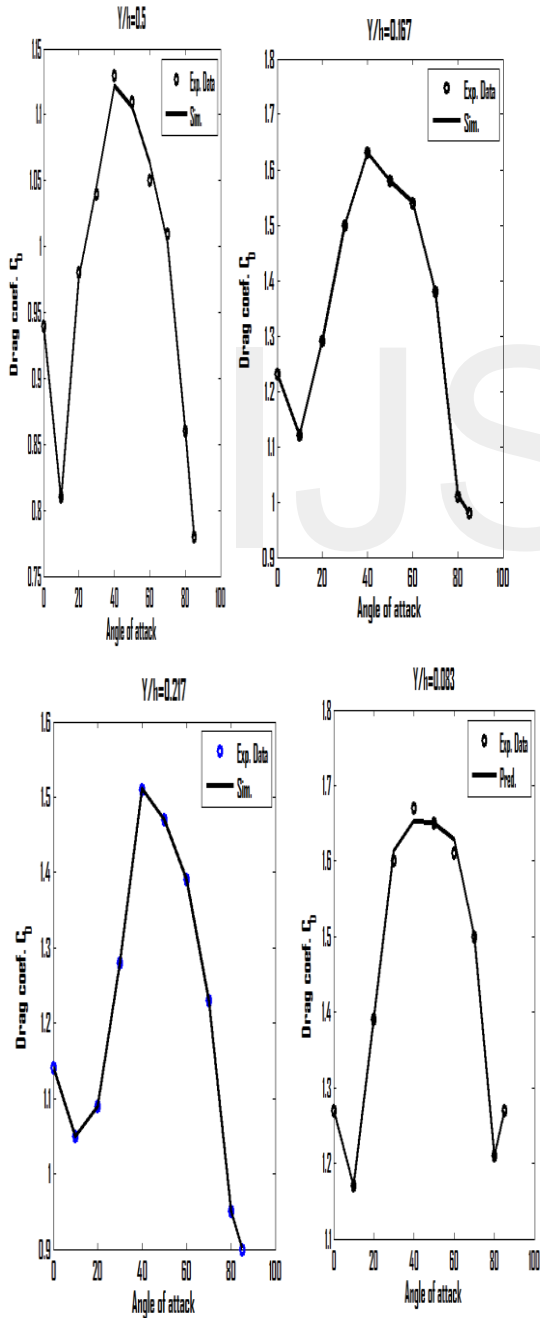 Y/h=0.5
1.15
1.1
1.05
1
0.95
0.9
0.85
0.8
0.75
Drag coef. C_b
Exp. Data
Sim.
0 20 40 60 80 100
Angle of attack
Y/h=0.167
1.8
1.7
1.6
1.5
1.4
1.3
1.2
1.1
1
0.9
Drag coef. C_b
Exp. Data
Sim.
0 20 40 60 80 100
Angle of attack
IJS
Y/h=0.217
1.6
1.5
1.4
1.3
1.2
1.1
1
0.9
Drag coef. C_b
Exp. Data
Sim.
0 20 40 60 80 100
Angle of attack
Y/h=0.083
1.8
1.7
1.6
1.5
1.4
1.3
1.2
1.1
Drag coef. C_b
Exp. Data
Pred.
0 20 40 60 80 100
Angle of attack